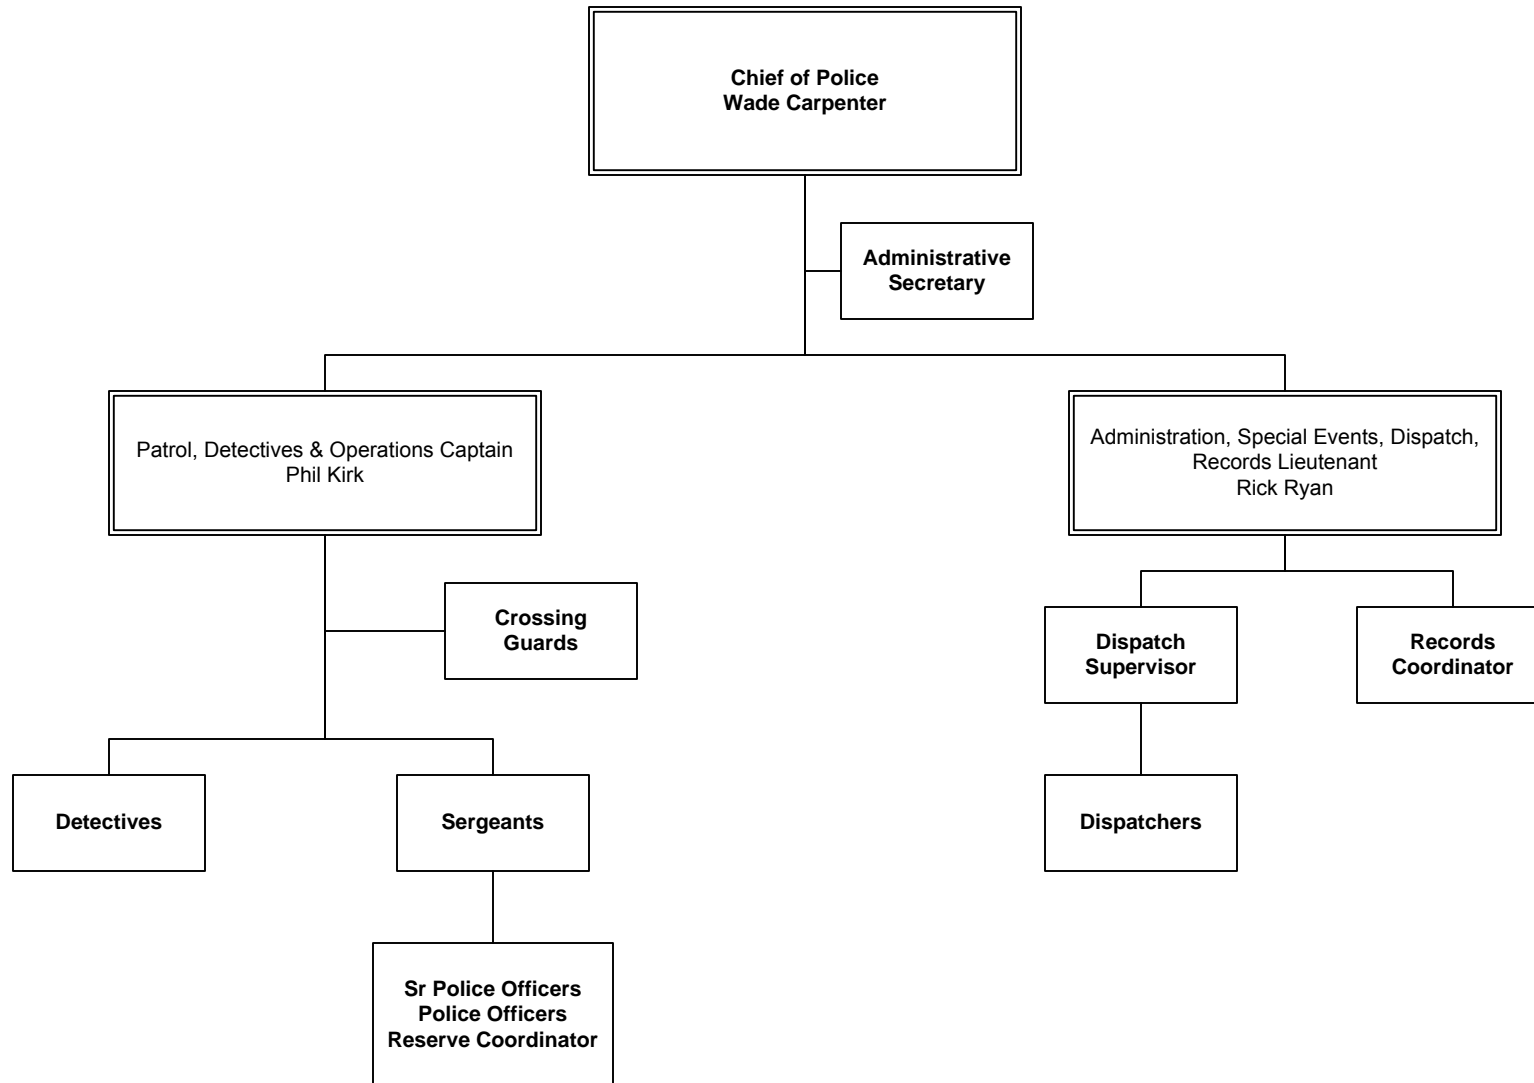 Chief of Police
Wade Carpenter
Administrative
Secretary
Patrol, Detectives & Operations Captain
Phil Kirk
Administration, Special Events, Dispatch,
Records Lieutenant
Rick Ryan
Crossing
Guards
Dispatch
Supervisor
Records
Coordinator
Detectives
Sergeants
Dispatchers
Sr Police Officers
Police Officers
Reserve Coordinator